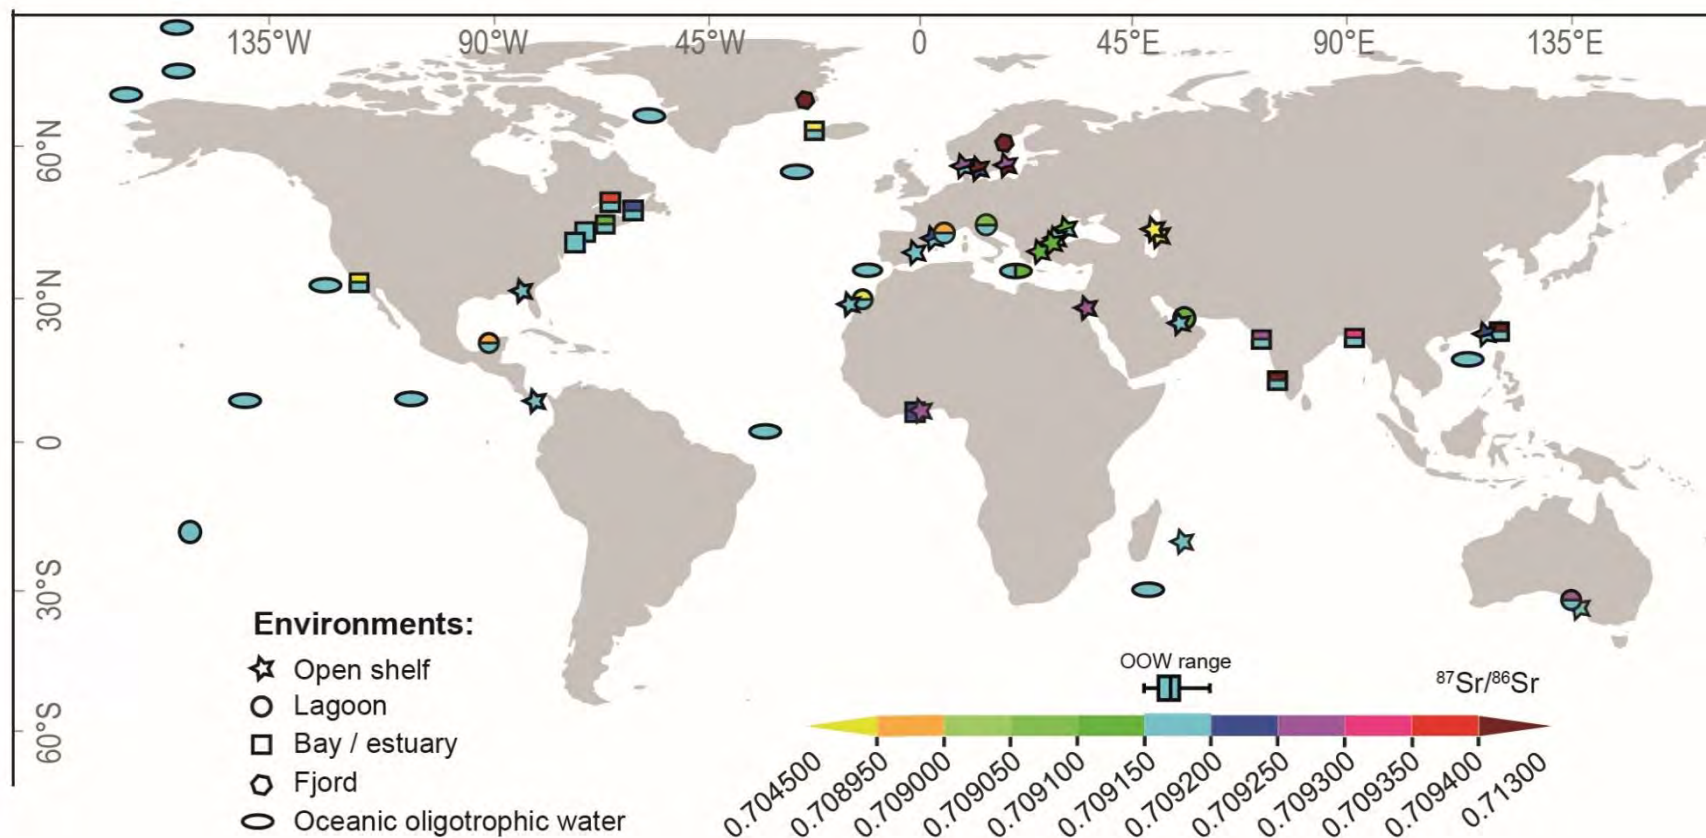 135°W 90°W 45°W 0 45°E 90°E 135°E
60°N
30°N
0
30°S
60°S
Environments:
Open shelf
Lagoon
Bay / estuary
Fjord
Oceanic oligotrophic water
OOW range
87Sr/86Sr
0.704500 0.708950 0.709000 0.709050 0.709100 0.709150 0.709200 0.709250 0.709300 0.709350 0.709400 0.71300